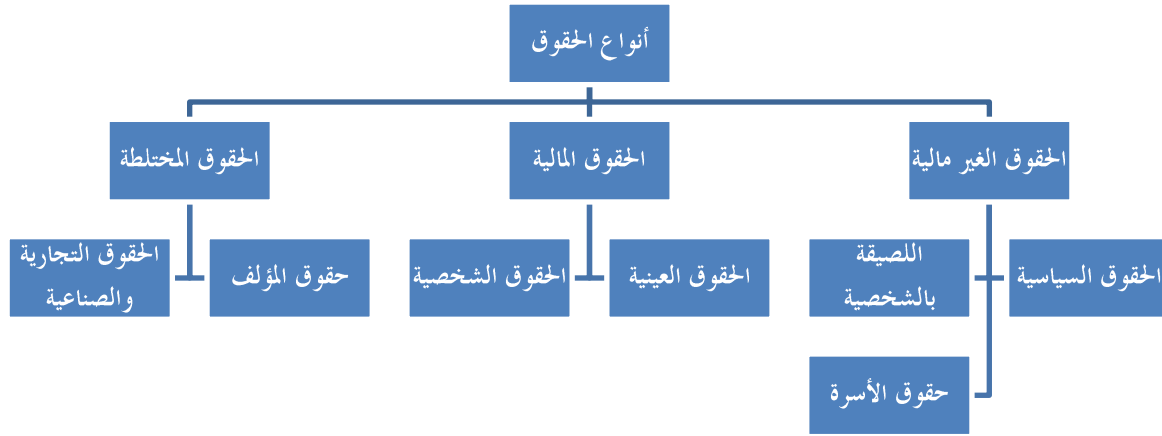 أنواع الحقوق
الحقوق الغير مالية
الحقوق المالية
الحقوق المختلطة
الحقوق السياسية
اللصيقة
بالشخصية
الحقوق العينية
الحقوق الشخصية
حقوق المؤلف
الحقوق التجارية
والصناعية
حقوق الأسرة